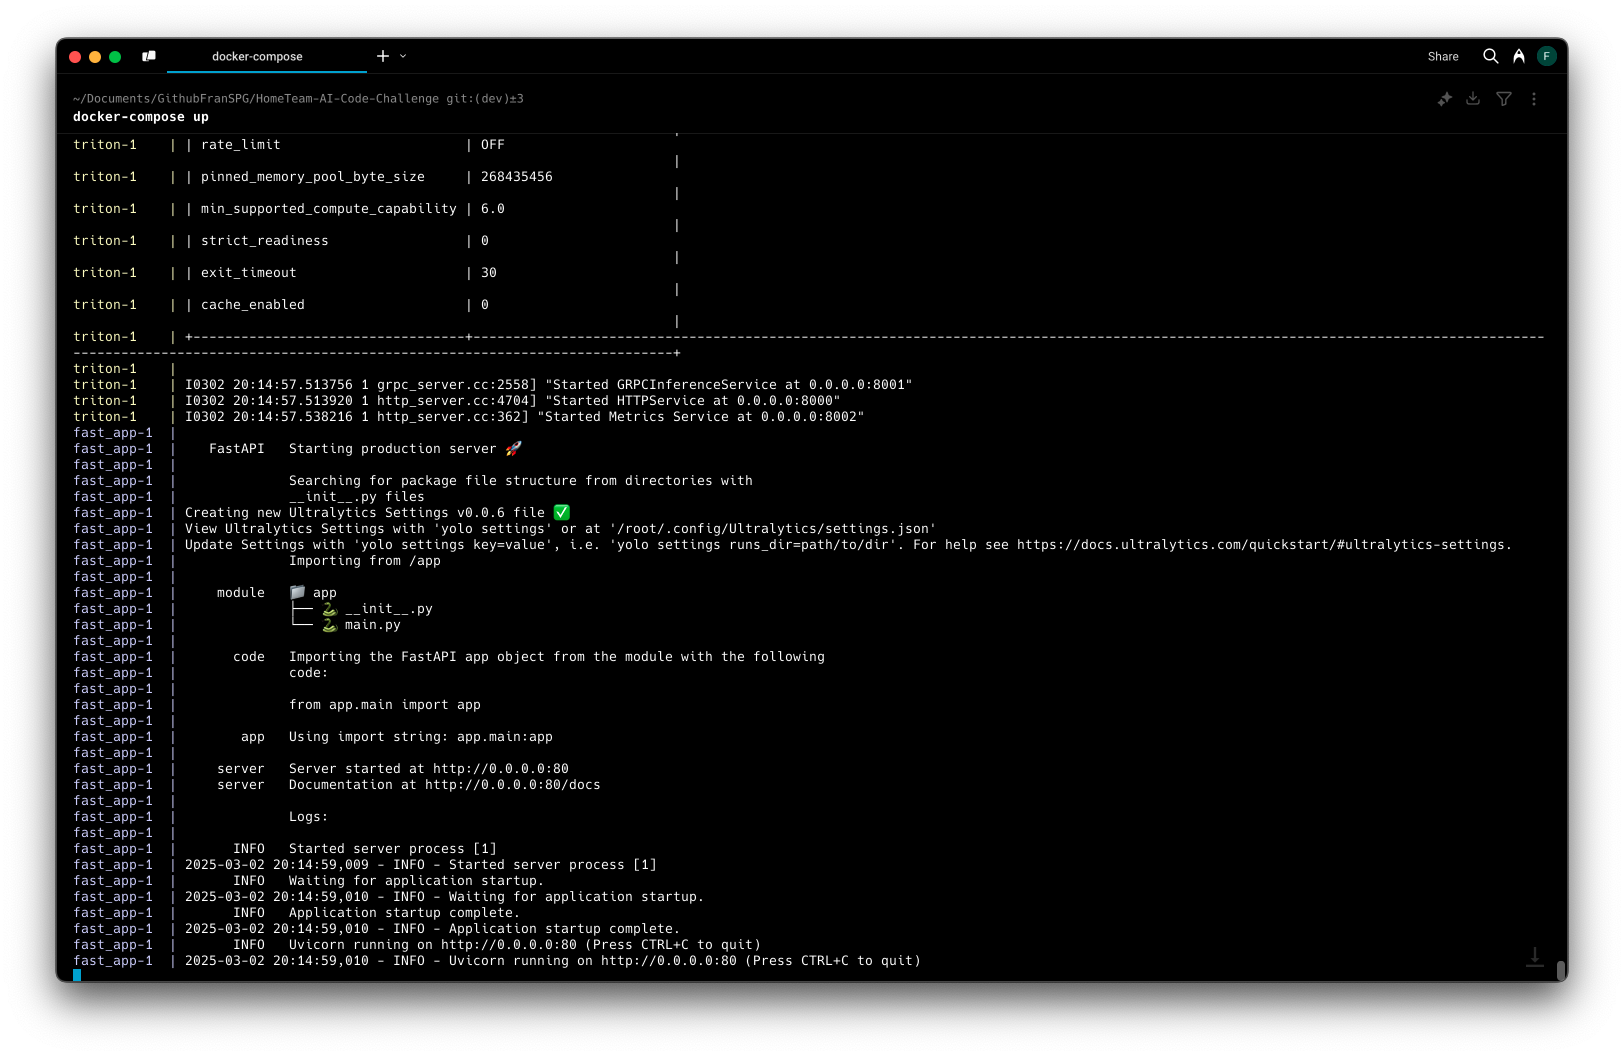 docker-compose
Share
F
~/Documents/GithubFranSPG/HomeTeam-AI-Code-Challenge git:(dev)±3
docker-compose up
triton-1    | | rate_limit                       | OFF
|
triton-1    | | pinned_memory_pool_byte_size     | 268435456
|
triton-1    | | min_supported_compute_capability | 6.0
|
triton-1    | | strict_readiness                 | 0
|
triton-1    | | exit_timeout                     | 30
|
triton-1    | | cache_enabled                    | 0
|
triton-1    | +----------------------------------+--------------------------------------------------------------------------------------------------------------------------------------
---------------------------------------------------------------------------+
triton-1    |
triton-1    | I0302 20:14:57.513756 1 grpc_server.cc:2558] "Started GRPCInferenceService at 0.0.0.0:8001"
triton-1    | I0302 20:14:57.513920 1 http_server.cc:4704] "Started HTTPService at 0.0.0.0:8000"
triton-1    | I0302 20:14:57.538216 1 http_server.cc:362] "Started Metrics Service at 0.0.0.0:8002"
fast_app-1  |
fast_app-1  |    FastAPI   Starting production server 🚀
fast_app-1  |
fast_app-1  |              Searching for package file structure from directories with
fast_app-1  |              __init__.py files
fast_app-1  | Creating new Ultralytics Settings v0.0.6 file ✅
fast_app-1  | View Ultralytics Settings with 'yolo settings' or at '/root/.config/Ultralytics/settings.json'
fast_app-1  | Update Settings with 'yolo settings key=value', i.e. 'yolo settings runs_dir=path/to/dir'. For help see https://docs.ultralytics.com/quickstart/#ultralytics-settings.
fast_app-1  |              Importing from /app
fast_app-1  |
fast_app-1  |     module   📁 app
fast_app-1  |              ├── 🐍 __init__.py
fast_app-1  |              └── 🐍 main.py
fast_app-1  |
fast_app-1  |       code   Importing the FastAPI app object from the module with the following
fast_app-1  |              code:
fast_app-1  |
fast_app-1  |              from app.main import app
fast_app-1  |
fast_app-1  |        app   Using import string: app.main:app
fast_app-1  |
fast_app-1  |     server   Server started at http://0.0.0.0:80
fast_app-1  |     server   Documentation at http://0.0.0.0:80/docs
fast_app-1  |
fast_app-1  |              Logs:
fast_app-1  |
fast_app-1  |       INFO   Started server process [1]
fast_app-1  | 2025-03-02 20:14:59,009 - INFO - Started server process [1]
fast_app-1  |       INFO   Waiting for application startup.
fast_app-1  | 2025-03-02 20:14:59,010 - INFO - Waiting for application startup.
fast_app-1  |       INFO   Application startup complete.
fast_app-1  | 2025-03-02 20:14:59,010 - INFO - Application startup complete.
fast_app-1  |       INFO   Uvicorn running on http://0.0.0.0:80 (Press CTRL+C to quit)
fast_app-1  | 2025-03-02 20:14:59,010 - INFO - Uvicorn running on http://0.0.0.0:80 (Press CTRL+C to quit)